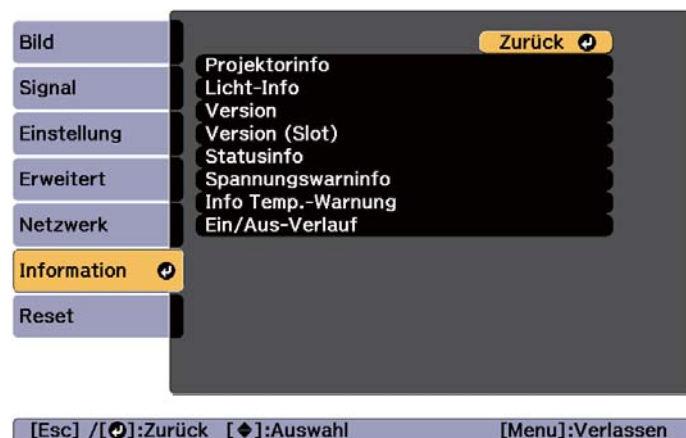 Bild
Signal
Einstellung
Erweitert
Netzwerk
Information
Reset
Zurück
Projektorinfo
Licht-Info
Version
Version (Slot)
Statusinfo
Spannungswarninfo
Info Temp.-Warnung
Ein/Aus-Verlauf
[Esc] /[⏎]:Zurück [◆]:Auswahl [Menu]:Verlassen